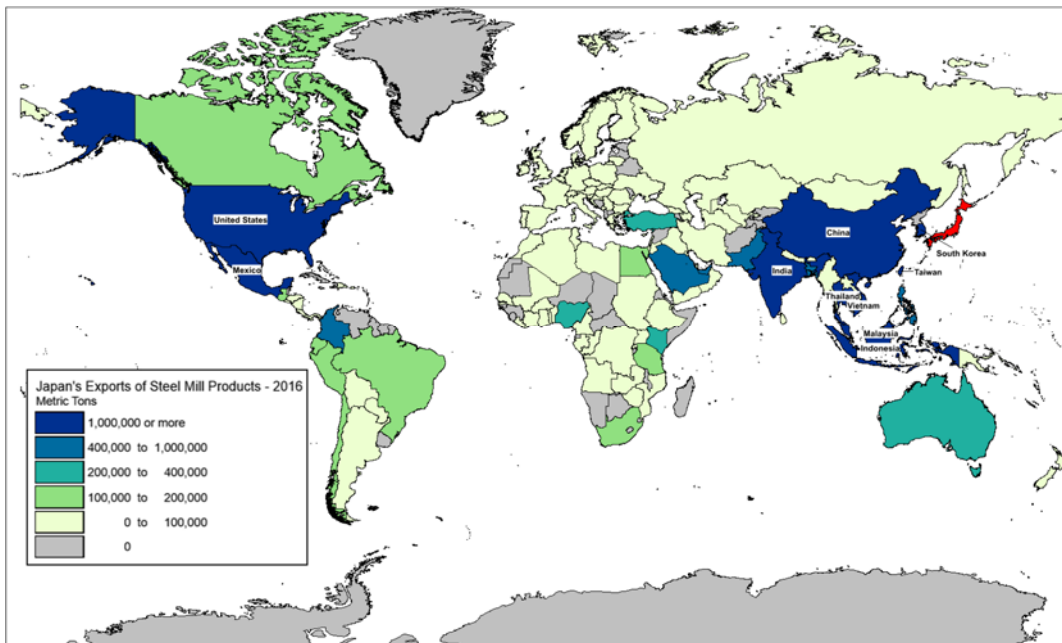 United States
China
South Korea
Mexico
India
Taiwan
Thailand
Vietnam
Malaysia
Indonesia
Japan's Exports of Steel Mill Products - 2016
Metric Tons
1,000,000 or more
400,000 to 1,000,000
200,000 to 400,000
100,000 to 200,000
0 to 100,000
0